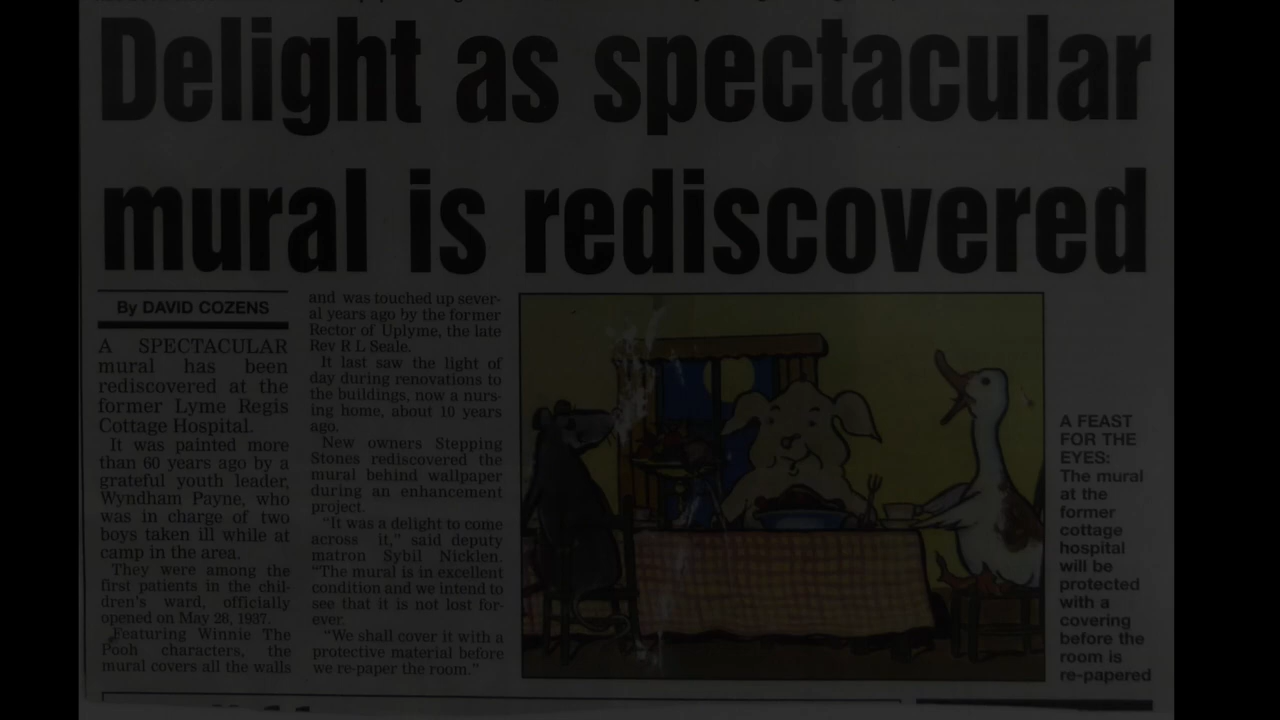 Delight as spectacular
mural is rediscovered
By DAVID COZENS
A SPECTACULAR
mural has been
rediscovered at the
former Lyme Regis
Cottage Hospital.
It was painted more
than 60 years ago by a
grateful youth leader,
Wyndham Payne, who
was in charge of two
boys taken ill while at
camp in the area.
They were among the
first patients in the chil-
dren's ward, officially
opened on May 28, 1937.
Featuring Winnie The
Pooh characters, the
mural covers all the walls
and was touched up sever-
al years ago by the former
Rector of Uplyme, the late
Rev R L Seale.
It last saw the light of
day during renovations to
the buildings, now a nurs-
ing home, about 10 years
ago.
New owners Stepping
Stones rediscovered the
mural behind wallpaper
during an enhancement
project.
"It was a delight to come
across it," said deputy
matron Sybil Nicklen.
"The mural is in excellent
condition and we intend to
see that it is not lost for-
ever.
"We shall cover it with a
protective material before
we re-paper the room."
A FEAST
FOR THE
EYES:
The mural
at the
former
cottage
hospital
will be
protected
with a
covering
before the
room is
re-papered